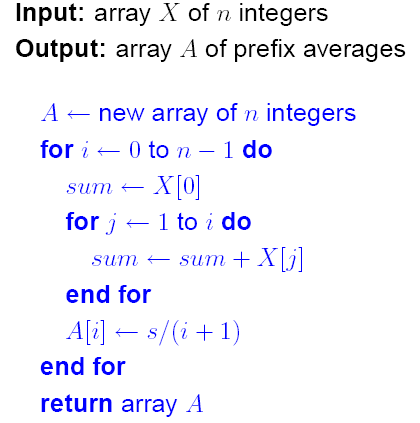 Input: array X of n integers
Output: array A of prefix averages
A ← new array of n integers
for i ← 0 to n − 1 do
sum ← X[0]
for j ← 1 to i do
sum ← sum + X[j]
end for
A[i] ← s/(i + 1)
end for
return array A